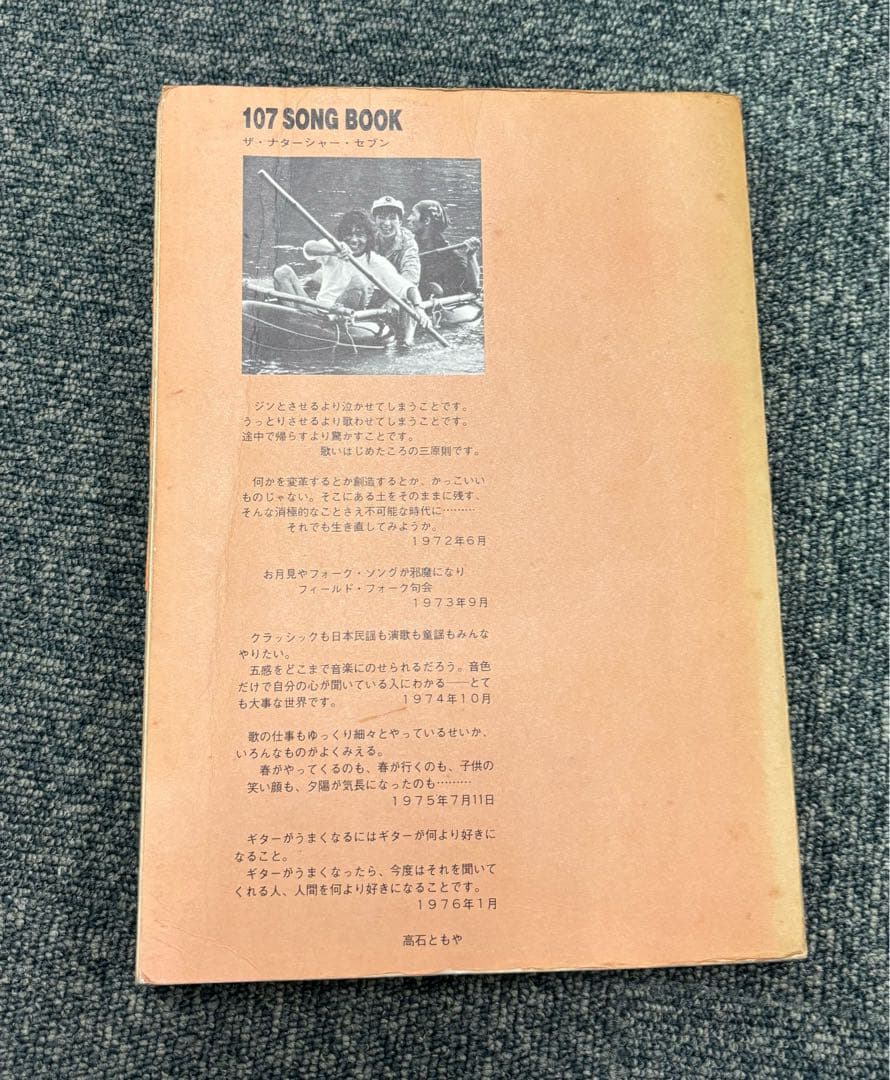 107 SONG BOOK
ザ・ナターシャー・セブン
ジンとさせるより泣かせてしまうことです。
うっとりさせるより歌わせてしまうことです。
途中で帰らすより驚かすことです。
歌いはじめたころの三原則です。
何かを変革するとか創造するとか、かっこいい
ものじゃない。そこにある土をそのままに残す、
そんな消極的なことさえ不可能な時代に………
それでも生き直してみようか。
1972年6月
お月見やフォーク・ソングが邪魔になり
フィールド・フォーク句会
1973年9月
クラッシックも日本民謡も演歌も童謡もみんな
やりたい。
五感をどこまで音楽にのせられるだろう。音色
だけで自分の心が聞いている人にわかる――とて
も大事な世界です。 1974年10月
歌の仕事もゆっくり細々とやっているせいか、
いろんなものがよくみえる。
春がやってくるのも、春が行くのも、子供の
笑い顔も、夕陽が気長になったのも………
1975年7月11日
ギターがうまくなるにはギターが何より好きに
なること。
ギターがうまくなったら、今度はそれを聞いて
くれる人、人間を何より好きになることです。
1976年1月
高石ともや